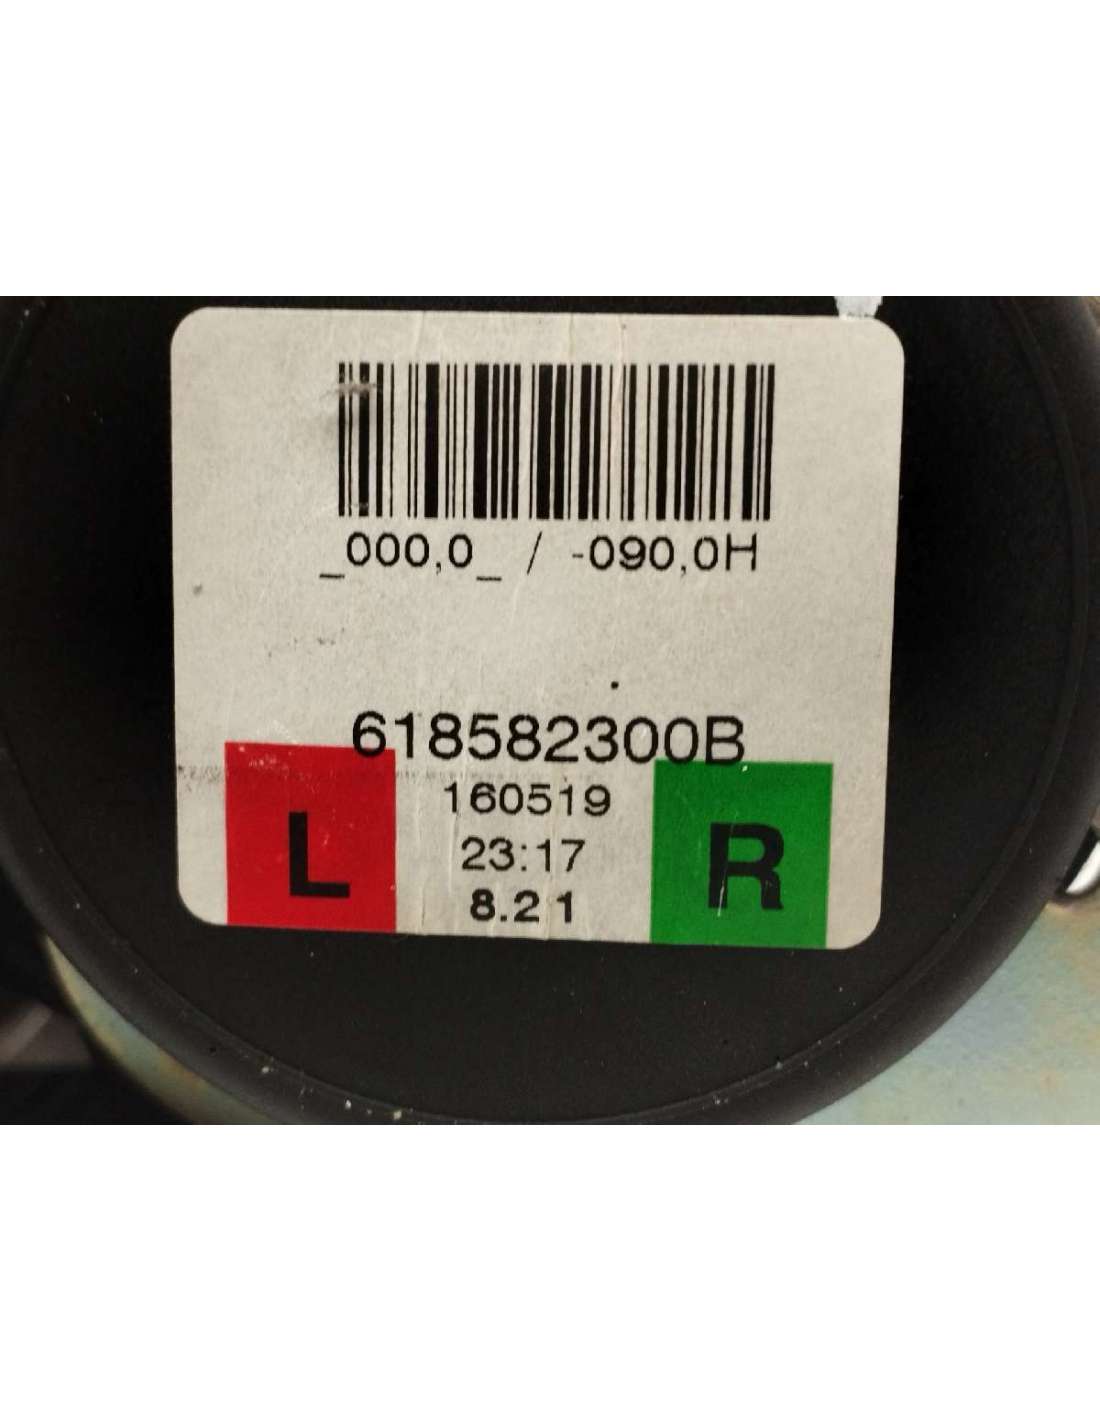 _000,0_ / -090,0H
618582300B
160519
23:17
8.21
L
R